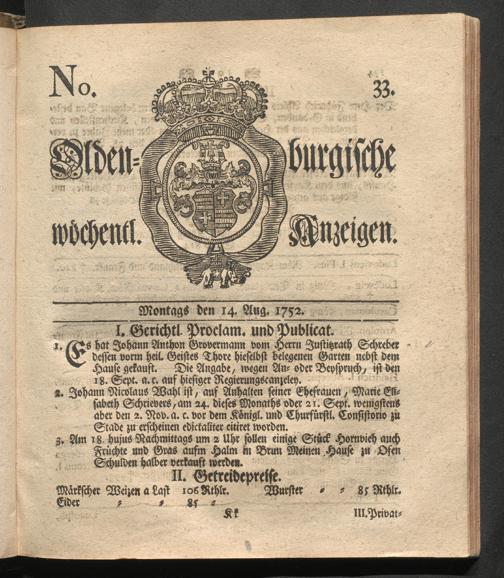 No. 33.
Olden= burgische
wöchentl. Anzeigen.
Montags den 14. Aug. 1752.
I. Gerichtl. Proclam. und Publicat.
1. Es hat Johann Anthon Grovermann vom Herrn Justitzrath Schreber
dessen vorm heil. Geistes Thore hieselbst belegenen Garten nebst dem
Hause gekauft. Die Angabe, wegen An= oder Beyspruch, ist den
18. Sept. a. c. auf hiesiger Regierungscanzeley.
2. Johann Nicolaus Wahl ist, auf Anhalten seiner Ehefrauen, Marie Eli=
sabeth Schrievers, am 24. dieses Monaths oder 21. Sept. wenigstens
aber den 2. Nov. a. c. vor dem Königl. und Churfürstl. Consistorio zu
Stade zu erscheinen edictaliter citiret worden.
3. Am 18. hujus Nachmittags um 2 Uhr sollen einige Stück Hornvieh auch
Früchte und Gras aufm Halm in Brun Meinen Hause zu Ofen
Schulden halber verkauft werden.
II. Getreidepreise.
Märkscher Weizen a Last 106 Rthlr. Wurster = = 85 Rthlr.
Eider = = 85 =
Kk III. Privat=